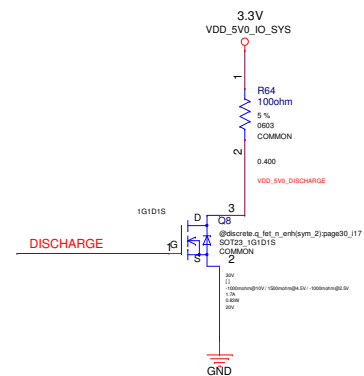 3.3V
VDD_5V0_IO_SYS
1
R64
100ohm
5 %
0603
COMMON
2
0.400
VDD_5V0_DISCHARGE
1G1D1S
3
D
Q8
@discrete.q_fet_n_enh(sym_2):page30_i17
DISCHARGE
1
G
SOT23_1G1D1S
COMMON
S
2
30V
[ ]
-1000mohm@10V / 1500mohm@4.5V / -1000mohm@2.5V
1.7A
0.83W
20V
GND